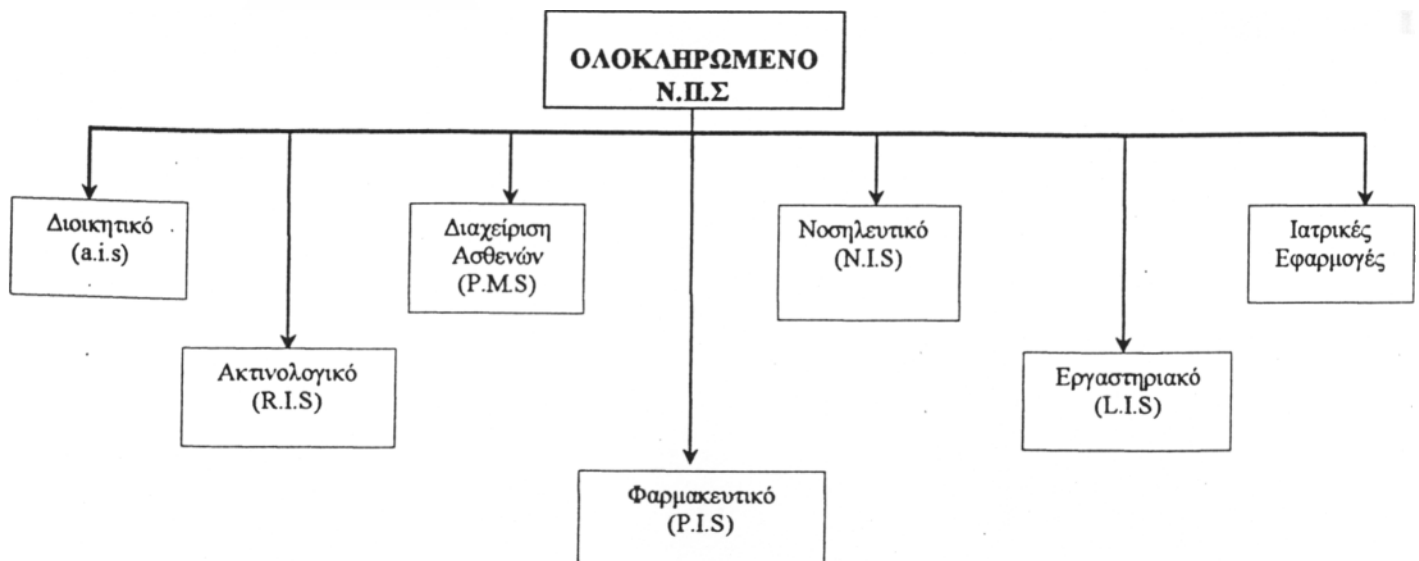 ΟΛΟΚΛΗΡΩΜΕΝΟ
Ν.Π.Σ
Διοικητικό
(a.i.s)
Διαχείριση
Ασθενών
(P.M.S)
Νοσηλευτικό
(N.I.S)
Ιατρικές
Εφαρμογές
Ακτινολογικό
(R.I.S)
Εργαστηριακό
(L.I.S)
Φαρμακευτικό
(P.I.S)